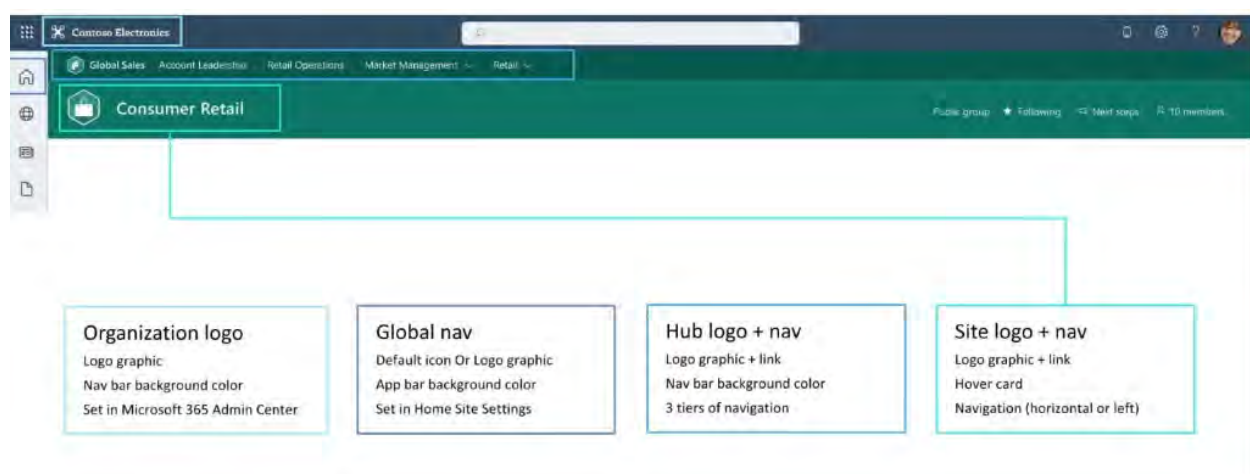 Contoso Electronics
?
Global Sales Account Leadership Retail Operations Market Management Retail
Consumer Retail
Public group Following Next steps 10 members
Organization logo
Logo graphic
Nav bar background color
Set in Microsoft 365 Admin Center
Global nav
Default icon Or Logo graphic
App bar background color
Set in Home Site Settings
Hub logo + nav
Logo graphic + link
Nav bar background color
3 tiers of navigation
Site logo + nav
Logo graphic + link
Hover card
Navigation (horizontal or left)